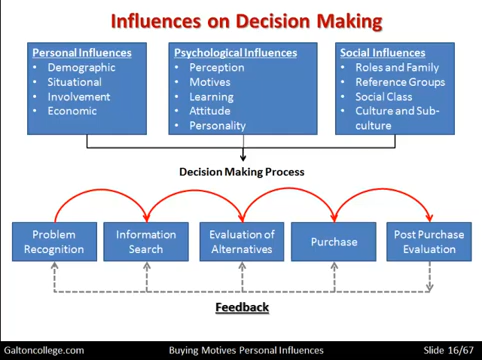 Influences on Decision Making
Personal Influences
• Demographic
• Situational
• Involvement
• Economic
Psychological Influences
• Perception
• Motives
• Learning
• Attitude
• Personality
Social Influences
• Roles and Family
• Reference Groups
• Social Class
• Culture and Sub-
culture
Decision Making Process
Problem
Recognition
Information
Search
Evaluation of
Alternatives
Purchase
Post Purchase
Evaluation
Feedback
Galtoncollege.com
Buying Motives Personal Influences
Slide 16/67